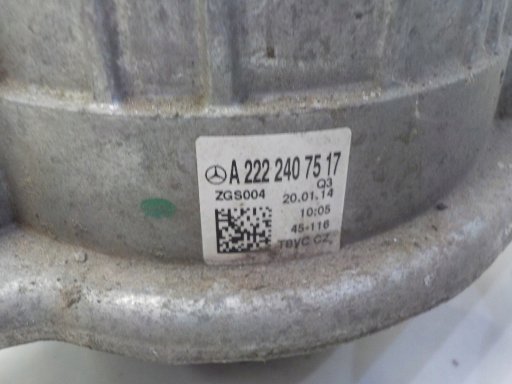 A 222 240 75 17
Q3
ZGS004 20.01.14
10:05
45-116
TBVC CZ